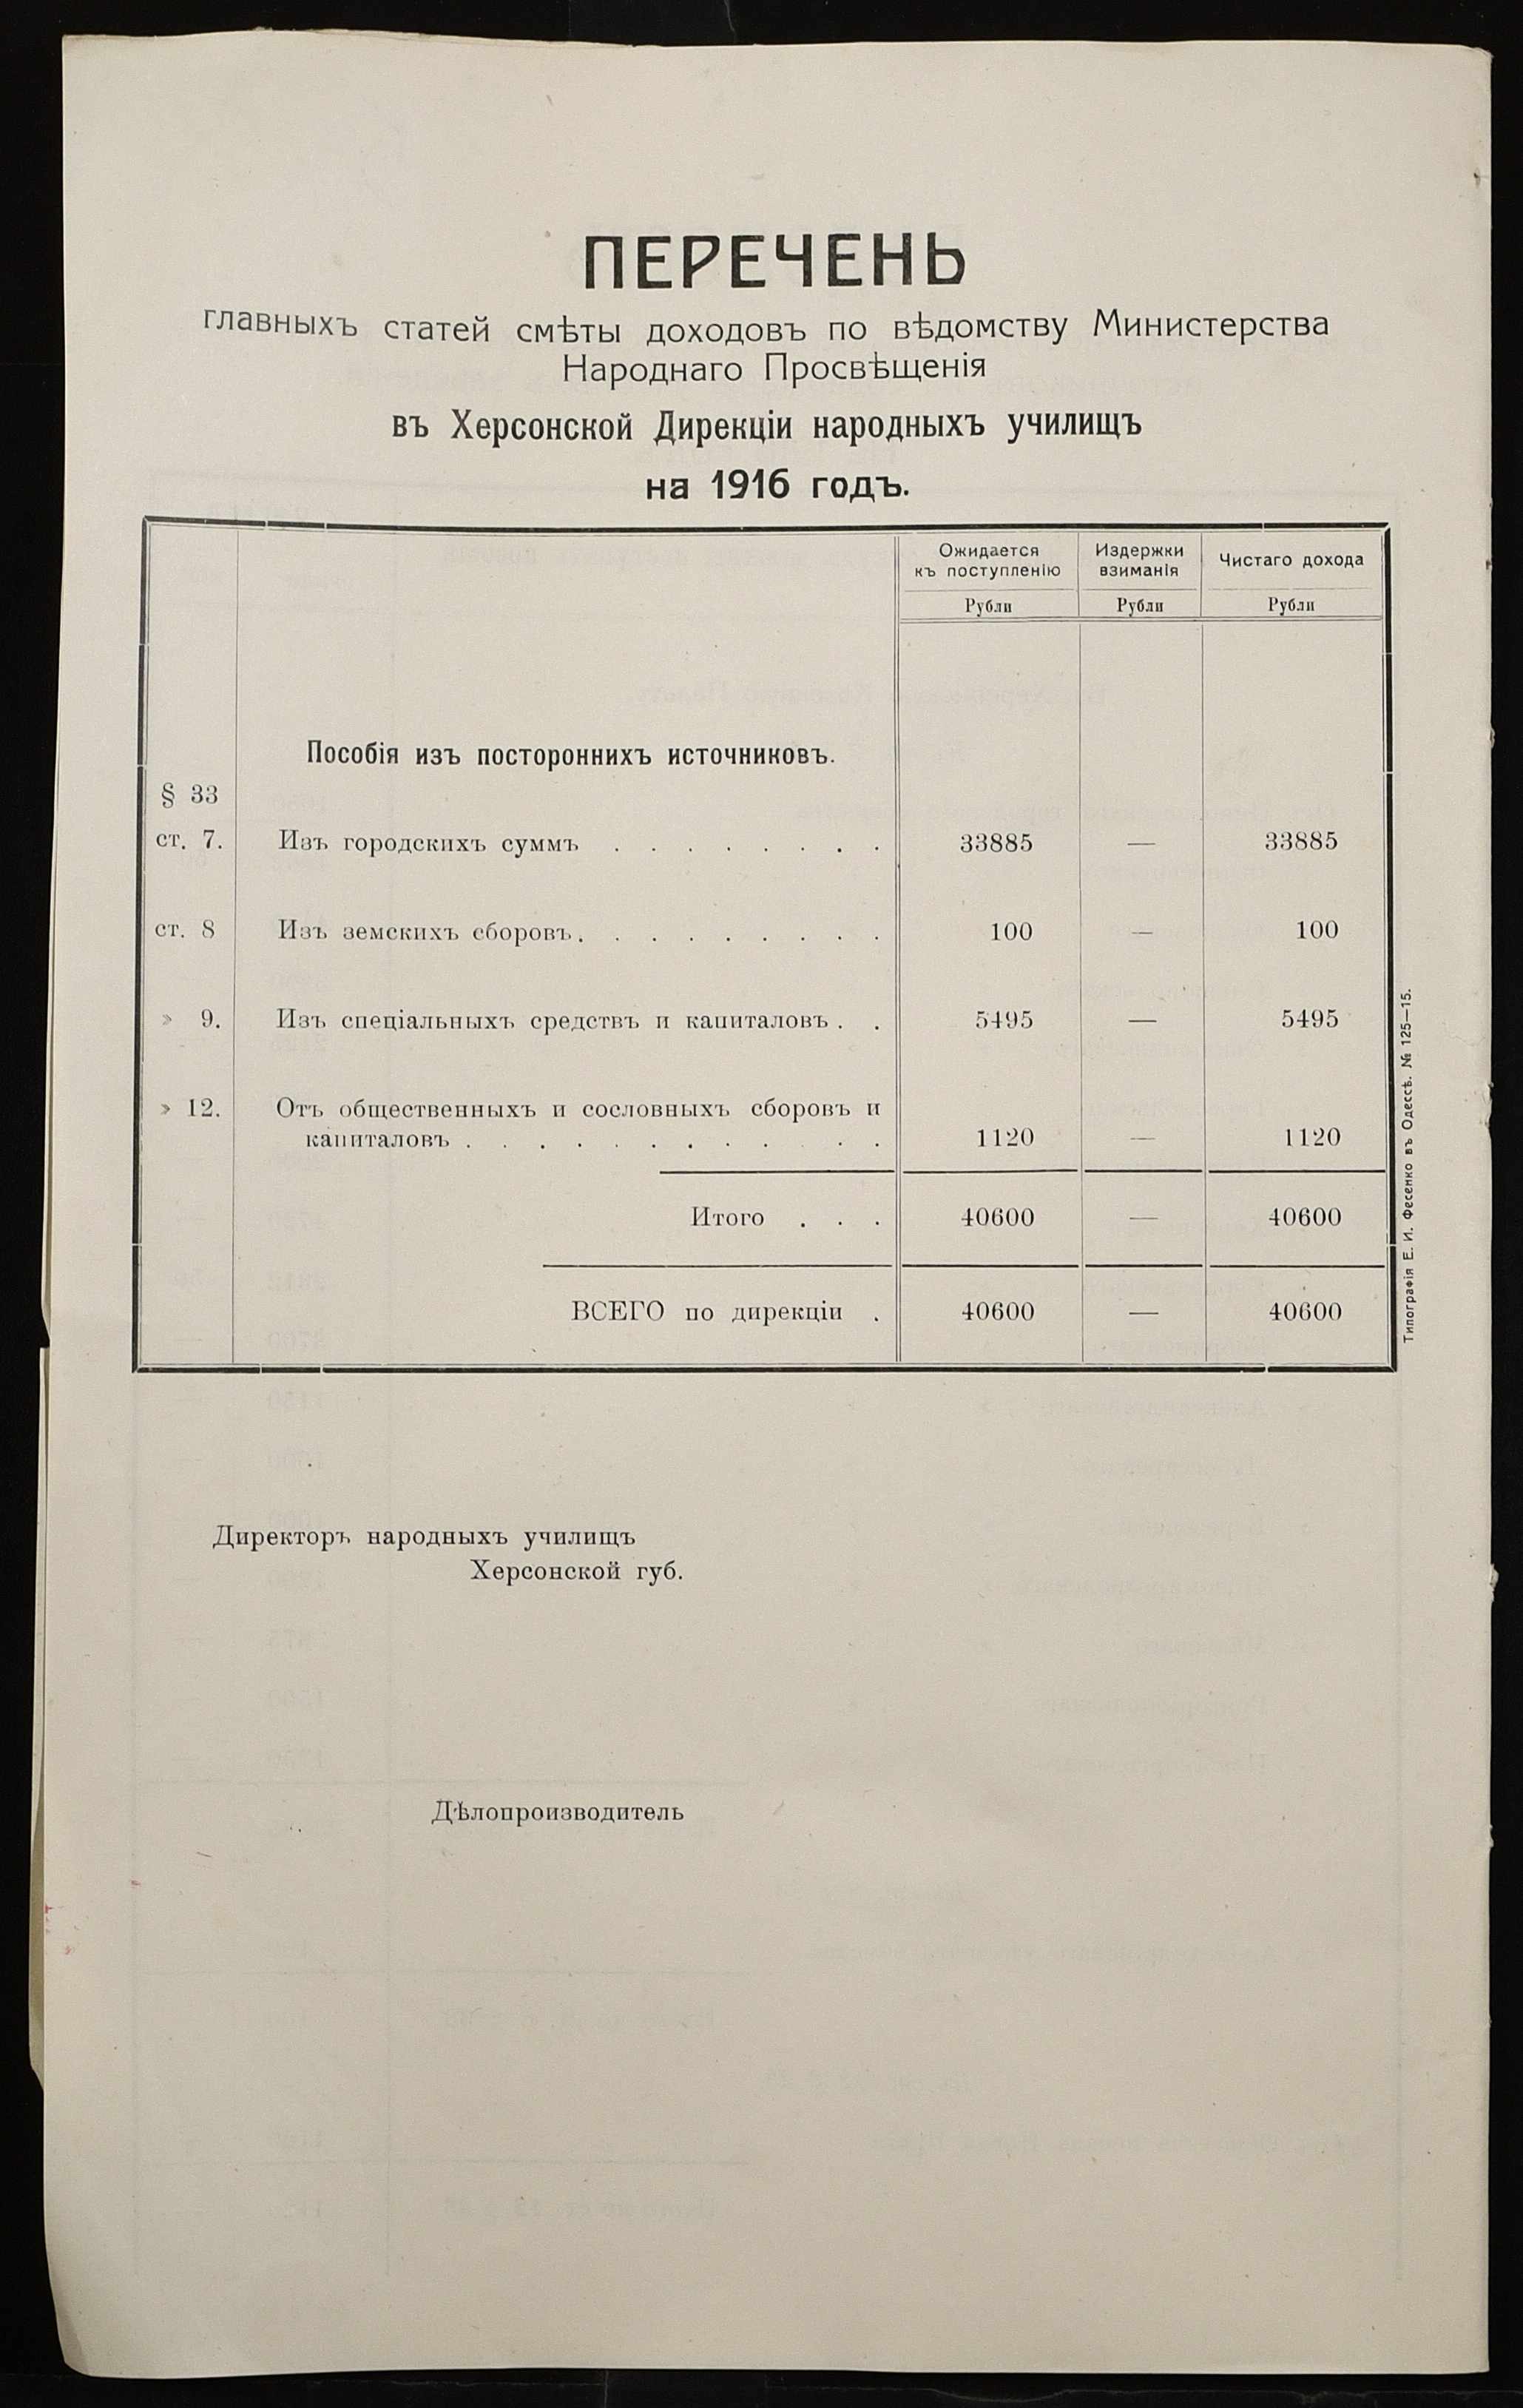 ПЕРЕЧЕНЬ
главныхъ статей смѣты доходовъ по вѣдомству Министерства
Народнаго Просвѣщенія
въ Херсонской Дирекціи народныхъ училищъ
на 1916 годъ.
Ожидается къ поступленію Издержки взиманія Чистаго дохода
Рубли Рубли Рубли
Пособія изъ постороннихъ источниковъ.
§ 33
ст. 7. Изъ городскихъ суммъ . . . . . . . . 33885 — 33885
ст. 8 Изъ земскихъ сборовъ. . . . . . . . . 100 — 100
» 9. Изъ спеціальныхъ средствъ и капиталовъ . . 5495 — 5495
» 12. Отъ общественныхъ и сословныхъ сборовъ и
капиталовъ . . . . . . . . . . . . 1120 — 1120
Итого . . . 40600 — 40600
ВСЕГО по дирекціи . 40600 — 40600
Типографія Е. И. Фесенко въ Одессѣ. № 125—15.
Директоръ народныхъ училищъ
Херсонской губ.
Дѣлопроизводитель